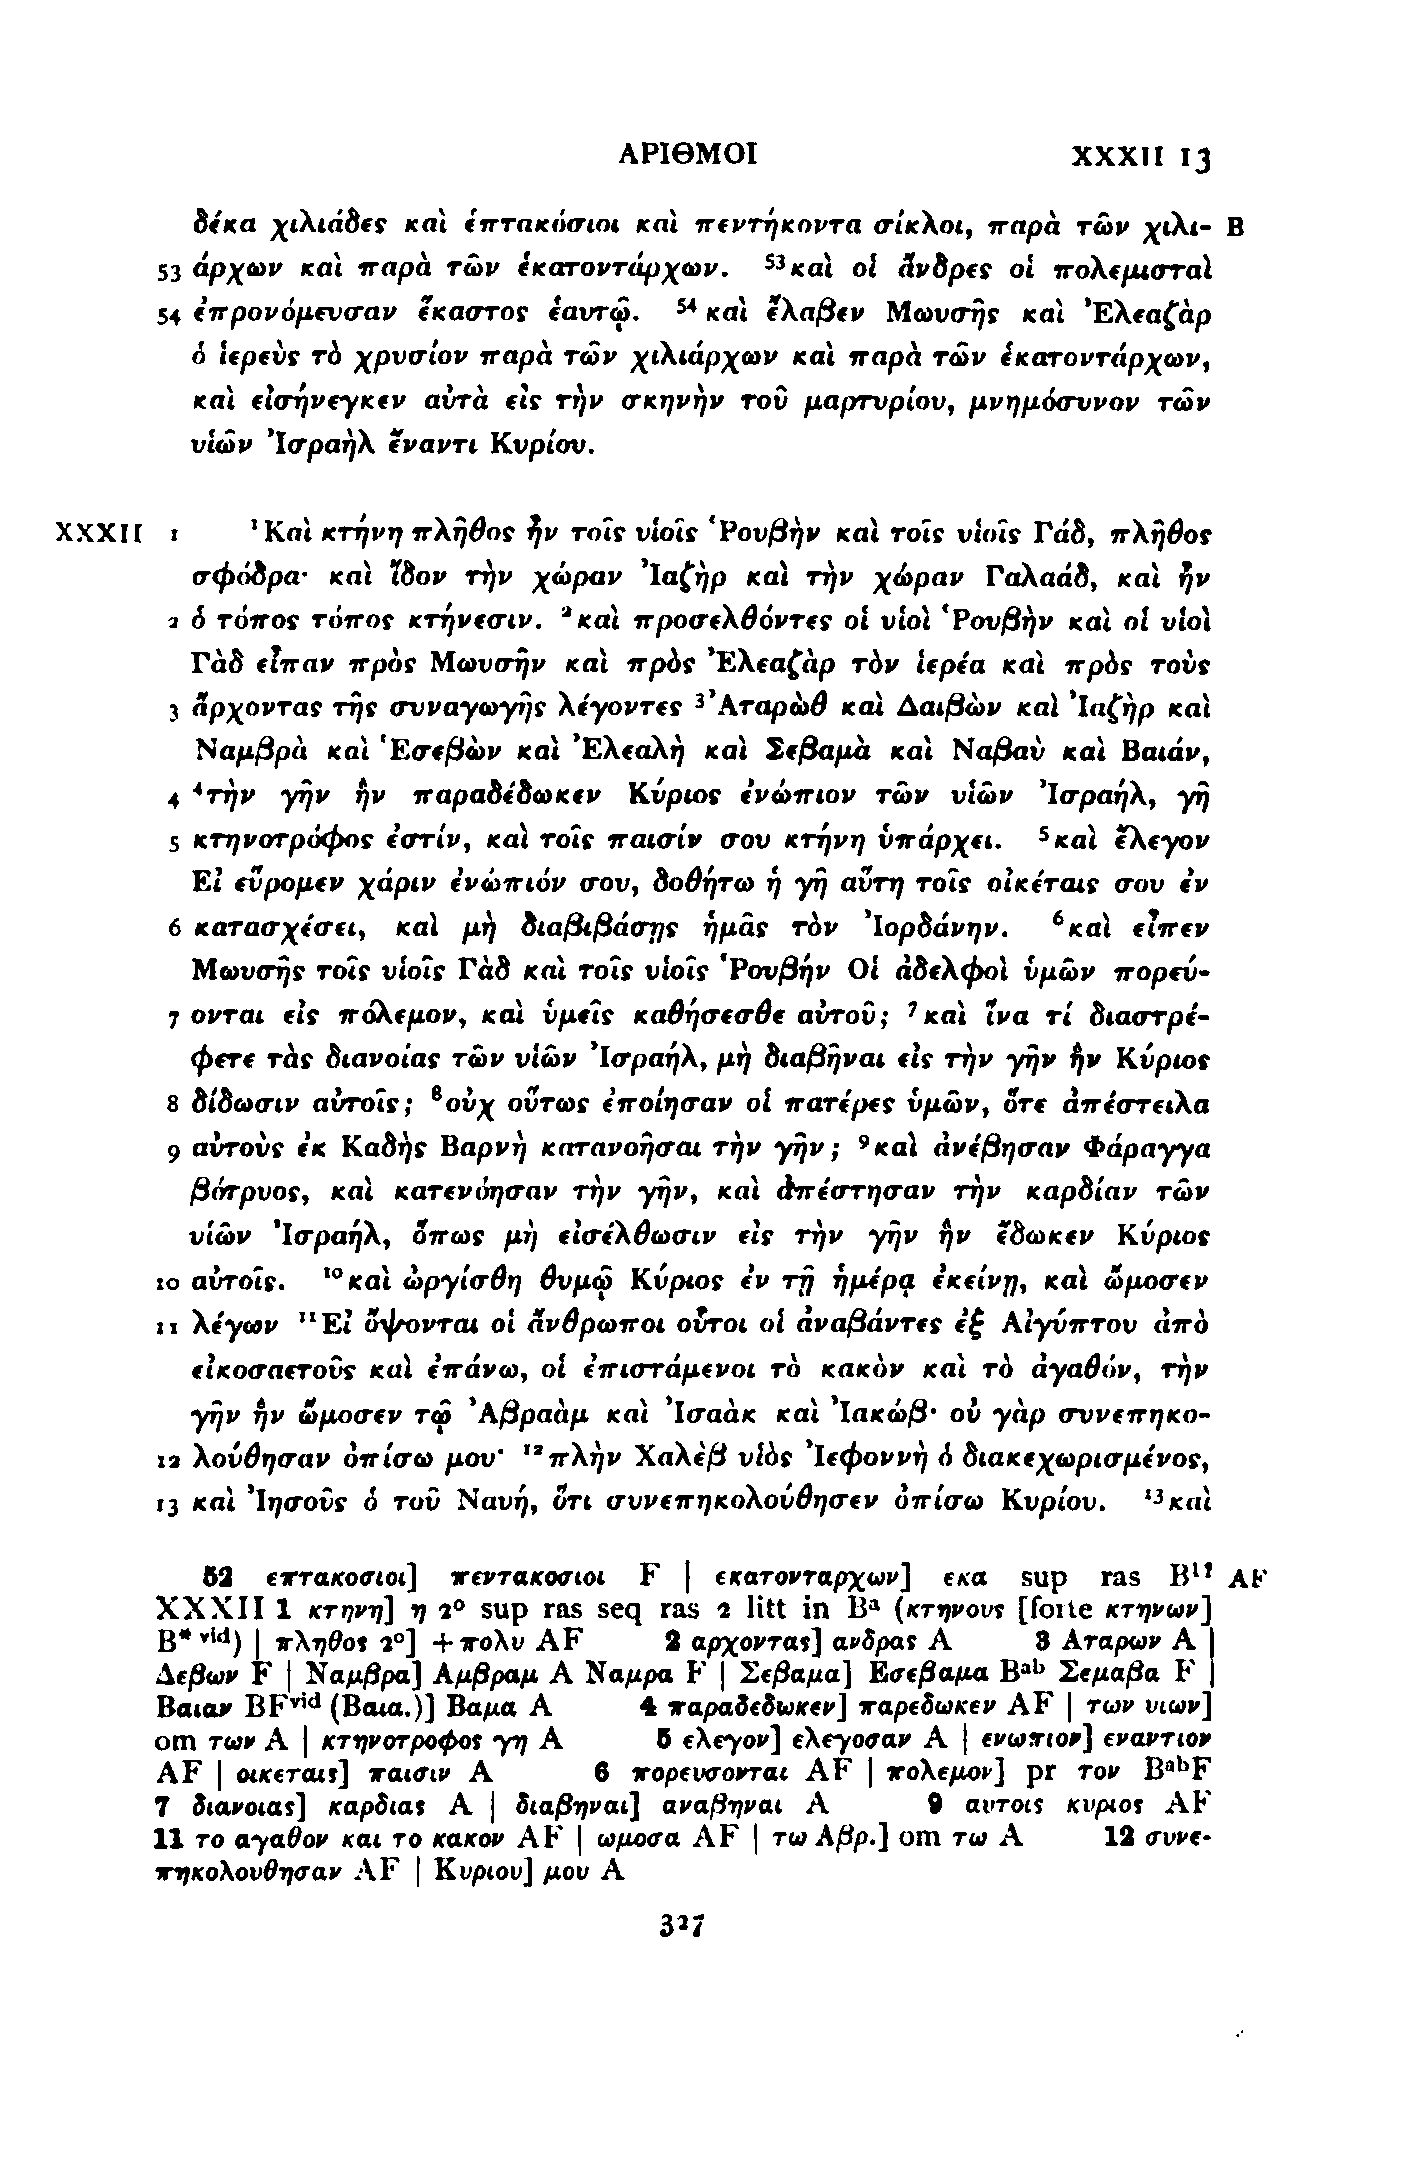 ΑΡΙΘΜΟΙ XXXII 13
δέκα χιλιάδες καὶ ἑπτακόσιοι καὶ πεντήκοντα σίκλοι, παρὰ τῶν χιλι- B
53 άρχων καὶ παρὰ τῶν ἑκατοντάρχων. ⁵³καὶ οἱ ἄνδρες οἱ πολεμισταὶ
54 ἐπρονόμευσαν ἕκαστος ἑαυτῷ. ⁵⁴καὶ ἔλαβεν Μωυσῆς καὶ Ἐλεαζὰρ
ὁ ἱερεὺς τὸ χρυσίον παρὰ τῶν χιλιάρχων καὶ παρὰ τῶν ἑκατοντάρχων,
καὶ εἰσήνεγκεν αὐτὰ εἰς τὴν σκηνὴν τοῦ μαρτυρίου, μνημόσυνον τῶν
υἱῶν Ἰσραὴλ ἔναντι Κυρίου.
XXXII 1 ¹Καὶ κτήνη πλῆθος ἦν τοῖς υἱοῖς Ῥουβὴν καὶ τοῖς υἱοῖς Γάδ, πλῆθος
σφόδρα· καὶ ἴδον τὴν χώραν Ἰαζὴρ καὶ τὴν χώραν Γαλαάδ, καὶ ἦν
2 ὁ τόπος τόπος κτήνεσιν. ²καὶ προσελθόντες οἱ υἱοὶ Ῥουβὴν καὶ οἱ υἱοὶ
Γὰδ εἶπαν πρὸς Μωυσῆν καὶ πρὸς Ἐλεαζὰρ τὸν ἱερέα καὶ πρὸς τοὺς
3 ἄρχοντας τῆς συναγωγῆς λέγοντες ³Ἀταρὼθ καὶ Δαιβὼν καὶ Ἰαζὴρ καὶ
Ναμβρὰ καὶ Ἐσεβὼν καὶ Ἐλεαλὴ καὶ Σεβαμὰ καὶ Ναβαὺ καὶ Βαιάν,
4 ⁴τὴν γῆν ἣν παραδέδωκεν Κύριος ἐνώπιον τῶν υἱῶν Ἰσραήλ, γῆ
5 κτηνοτρόφος ἐστίν, καὶ τοῖς παισίν σου κτήνη ὑπάρχει. ⁵καὶ ἔλεγον
Εἰ εὕρομεν χάριν ἐνώπιόν σου, δοθήτω ἡ γῆ αὕτη τοῖς οἰκέταις σου ἐν
6 κατασχέσει, καὶ μὴ διαβιβάσῃς ἡμᾶς τὸν Ἰορδάνην. ⁶καὶ εἶπεν
Μωυσῆς τοῖς υἱοῖς Γὰδ καὶ τοῖς υἱοῖς Ῥουβήν Οἱ ἀδελφοὶ ὑμῶν πορεύ-
7 ονται εἰς πόλεμον, καὶ ὑμεῖς καθήσεσθε αὐτοῦ; ⁷καὶ ἵνα τί διαστρέ-
φετε τὰς διανοίας τῶν υἱῶν Ἰσραήλ, μὴ διαβῆναι εἰς τὴν γῆν ἣν Κύριος
8 δίδωσιν αὐτοῖς; ⁸οὐχ οὕτως ἐποίησαν οἱ πατέρες ὑμῶν, ὅτε ἀπέστειλα
9 αὐτοὺς ἐκ Καδὴς Βαρνὴ κατανοῆσαι τὴν γῆν; ⁹καὶ ἀνέβησαν Φάραγγα
βότρυος, καὶ κατενόησαν τὴν γῆν, καὶ ἀπέστησαν τὴν καρδίαν τῶν
υἱῶν Ἰσραήλ, ὅπως μὴ εἰσέλθωσιν εἰς τὴν γῆν ἣν ἔδωκεν Κύριος
10 αὐτοῖς. ¹⁰καὶ ὠργίσθη θυμῷ Κύριος ἐν τῇ ἡμέρᾳ ἐκείνῃ, καὶ ὤμοσεν
11 λέγων ¹¹Εἰ ὄψονται οἱ ἄνθρωποι οὗτοι οἱ ἀναβάντες ἐξ Αἰγύπτου ἀπὸ
εἰκοσαετοῦς καὶ ἐπάνω, οἱ ἐπιστάμενοι τὸ κακὸν καὶ τὸ ἀγαθόν, τὴν
γῆν ἣν ὤμοσεν τῷ Ἀβραὰμ καὶ Ἰσαὰκ καὶ Ἰακώβ· οὐ γὰρ συνεπηκο-
12 λούθησαν ὀπίσω μου· ¹²πλὴν Χαλὲβ υἱὸς Ἰεφοννὴ ὁ διακεχωρισμένος,
13 καὶ Ἰησοῦς ὁ τοῦ Ναυή, ὅτι συνεπηκολούθησεν ὀπίσω Κυρίου. ¹³καὶ
52 επτακοσιοι] πεντακοσιοι F | εκατονταρχων] εκα sup ras B¹ʔ AF
XXXII 1 κτηνη] η 2° sup ras seq ras 2 litt in Bᵃ (κτηνους [forte κτηνων]
B* ᵛⁱᵈ) | πληθος 2°] + πολυ AF 2 αρχοντας] ανδρας A 3 Αταρων A |
Δεβων F | Ναμβρα] Αμβραμ A Ναμρα F | Σεβαμα] Εσεβαμα Bᵃᵇ Σεμαβα F |
Βαιαν BFᵛⁱᵈ (Βαια.)] Βαμα A 4 παραδεδωκεν] παρεδωκεν AF | των υιων]
om των A | κτηνοτροφος γη A 5 ελεγον] ελεγοσαν A | ενωπιον] εναντιον
AF | οικεταις] παισιν A 6 πορευσονται AF | πολεμον] pr τον BᵃᵇF
7 διανοιας] καρδιας A | διαβηναι] αναβηναι A 9 αυτοις κυριος AF
11 το αγαθον και το κακον AF | ωμοσα AF | τω Αβρ.] om τω A 12 συνε-
πηκολουθησαν AF | Κυριου] μου A
327